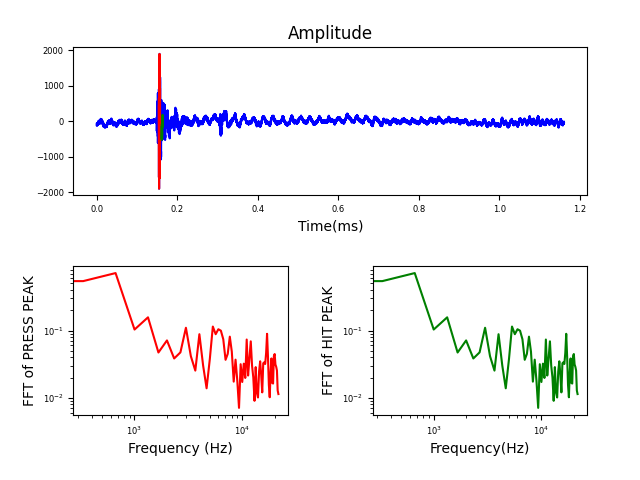 Amplitude
2000
1000
0
−1000
−2000
0.0 0.2 0.4 0.6 0.8 1.0 1.2
Time(ms)
FFT of PRESS PEAK
10⁻¹
10⁻²
10³ 10⁴
Frequency (Hz)
FFT of HIT PEAK
10⁻¹
10⁻²
10³ 10⁴
Frequency(Hz)